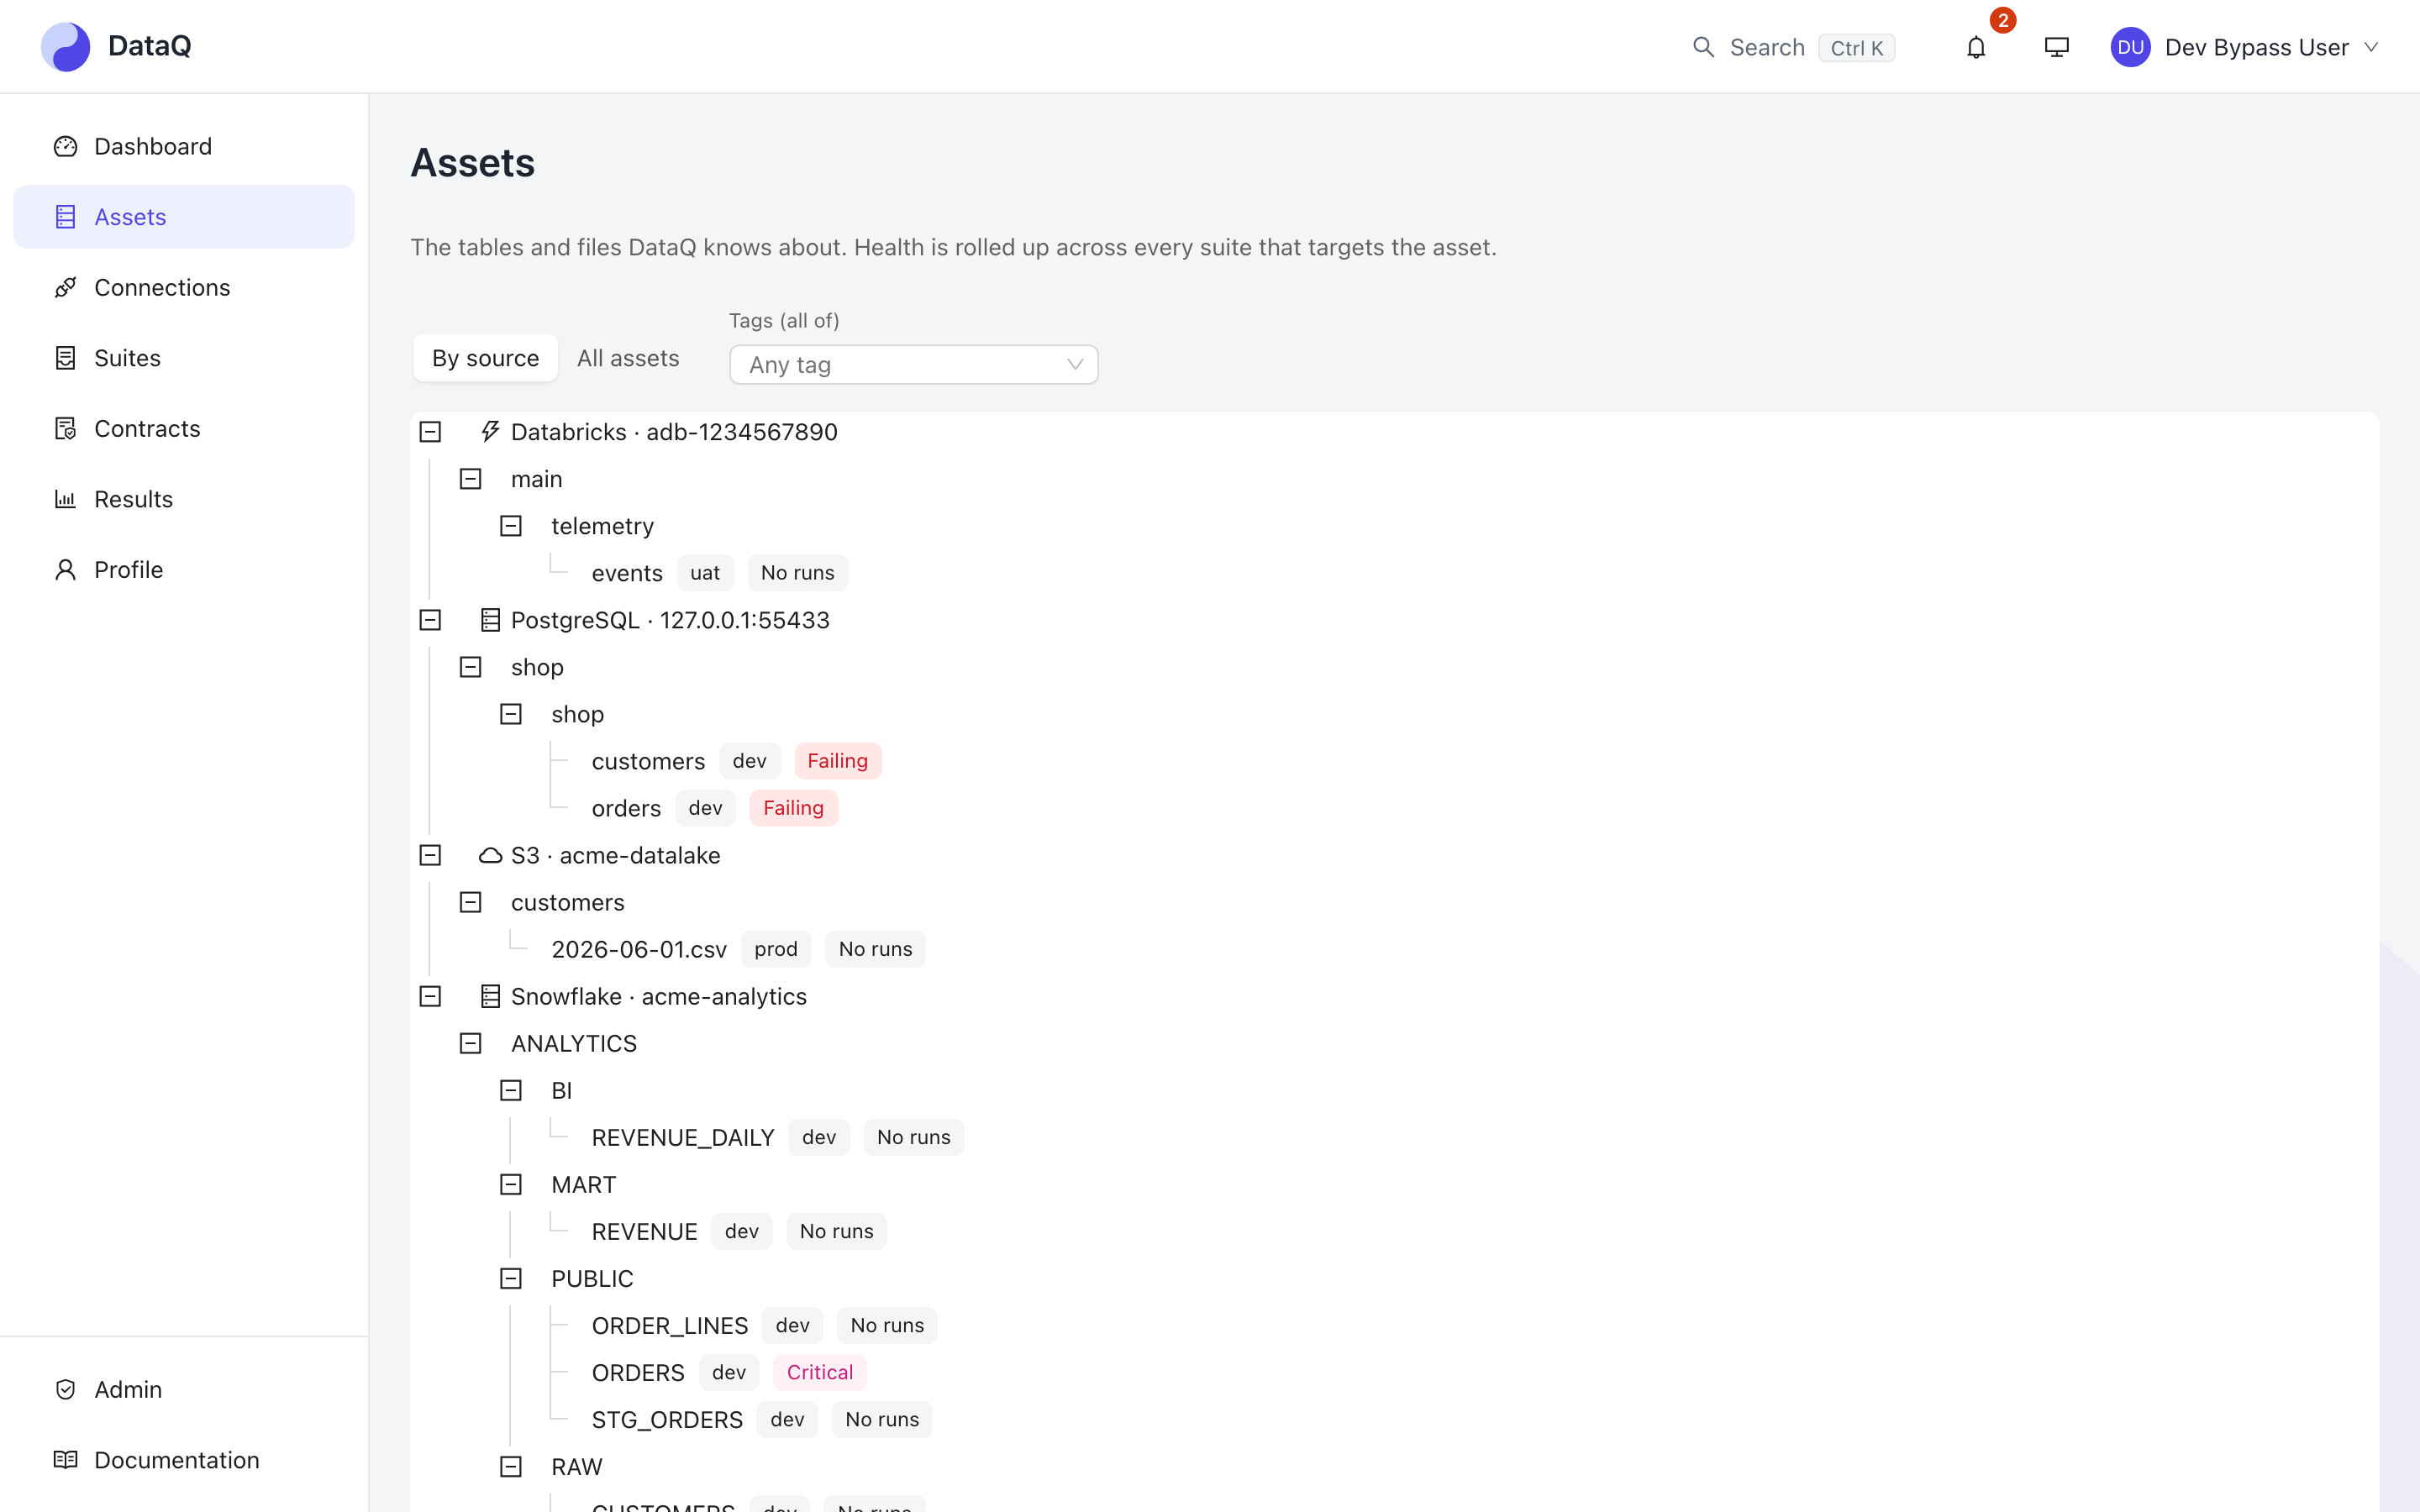 DataQ
Search Ctrl K
2
DU Dev Bypass User
Dashboard
Assets
Connections
Suites
Contracts
Results
Profile
Admin
Documentation
Assets
The tables and files DataQ knows about. Health is rolled up across every suite that targets the asset.
Tags (all of)
By source All assets Any tag
Databricks · adb-1234567890
main
telemetry
events uat No runs
PostgreSQL · 127.0.0.1:55433
shop
shop
customers dev Failing
orders dev Failing
S3 · acme-datalake
customers
2026-06-01.csv prod No runs
Snowflake · acme-analytics
ANALYTICS
BI
REVENUE_DAILY dev No runs
MART
REVENUE dev No runs
PUBLIC
ORDER_LINES dev No runs
ORDERS dev Critical
STG_ORDERS dev No runs
RAW
CUSTOMERS dev No runs